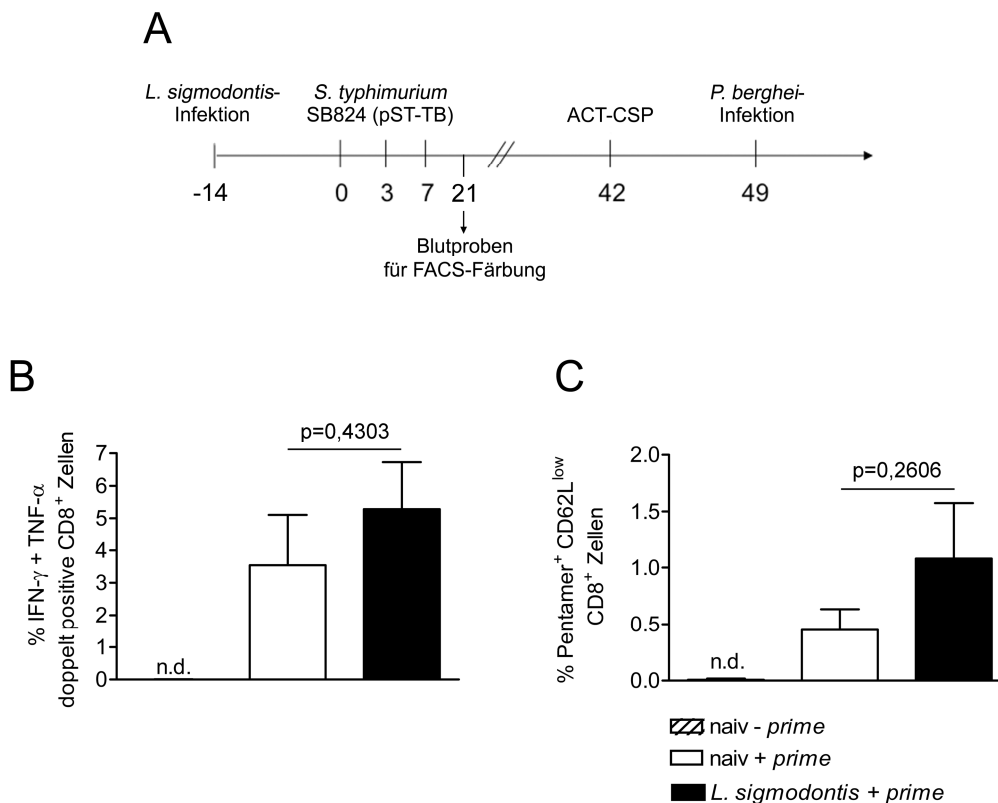 A
L. sigmodontis-
Infektion
S. typhimurium
SB824 (pST-TB)
ACT-CSP
P. berghei-
Infektion
-14
0
3
7
21
42
49
Blutproben
für FACS-Färbung
B
% IFN-γ + TNF-α
doppelt positive CD8+ Zellen
7
6
5
4
3
2
1
0
p=0,4303
n.d.
C
% Pentamer+ CD62Llow
CD8+ Zellen
2.0
1.5
1.0
0.5
0.0
p=0,2606
n.d.
naiv - prime
naiv + prime
L. sigmodontis + prime